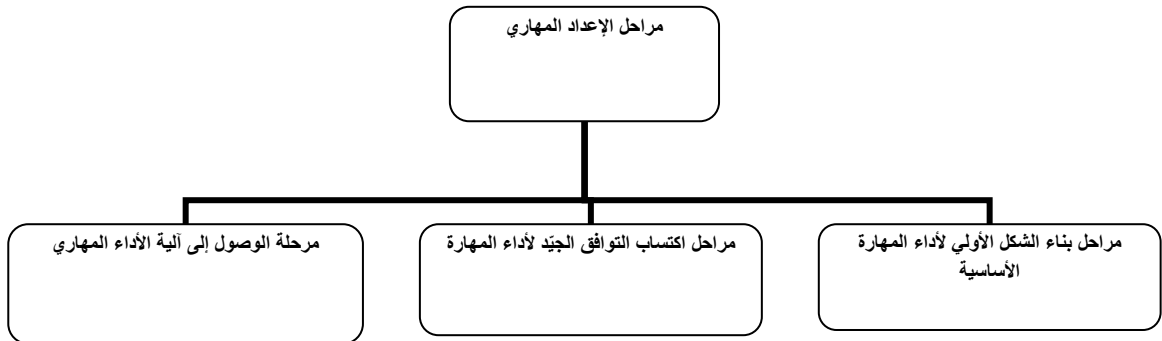 مراحل الإعداد المهاري
مراحل بناء الشكل الأولي لأداء المهارة
الأساسية
مراحل اكتساب التوافق الجيّد لأداء المهارة
مرحلة الوصول إلى آلية الأداء المهاري